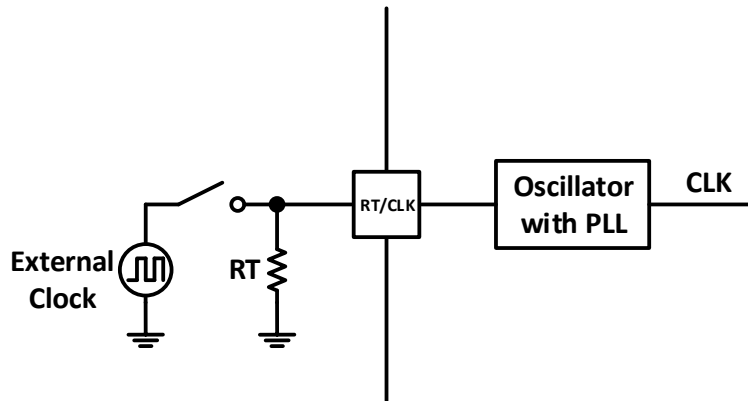 RT/CLK
Oscillator
with PLL
CLK
External
Clock
RT